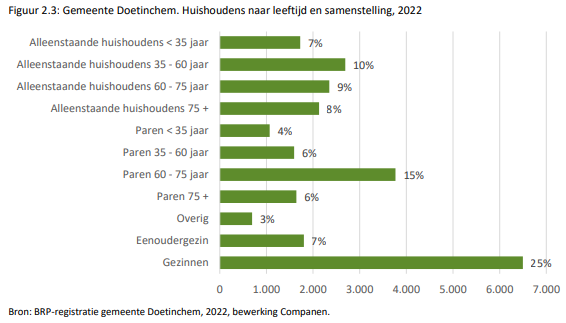 Figuur 2.3: Gemeente Doetinchem. Huishoudens naar leeftijd en samenstelling, 2022
Alleenstaande huishoudens < 35 jaar 7%
Alleenstaande huishoudens 35 - 60 jaar 10%
Alleenstaande huishoudens 60 - 75 jaar 9%
Alleenstaande huishoudens 75 + 8%
Paren < 35 jaar 4%
Paren 35 - 60 jaar 6%
Paren 60 - 75 jaar 15%
Paren 75 + 6%
Overig 3%
Eenoudergezin 7%
Gezinnen 25%
0 1.000 2.000 3.000 4.000 5.000 6.000 7.000
Bron: BRP-registratie gemeente Doetinchem, 2022, bewerking Companen.